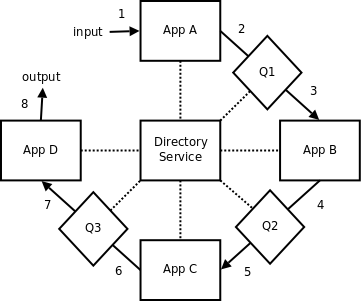 1
input
App A
2
Q1
3
output
8
App D
Directory
Service
App B
7
Q3
Q2
4
6
App C
5